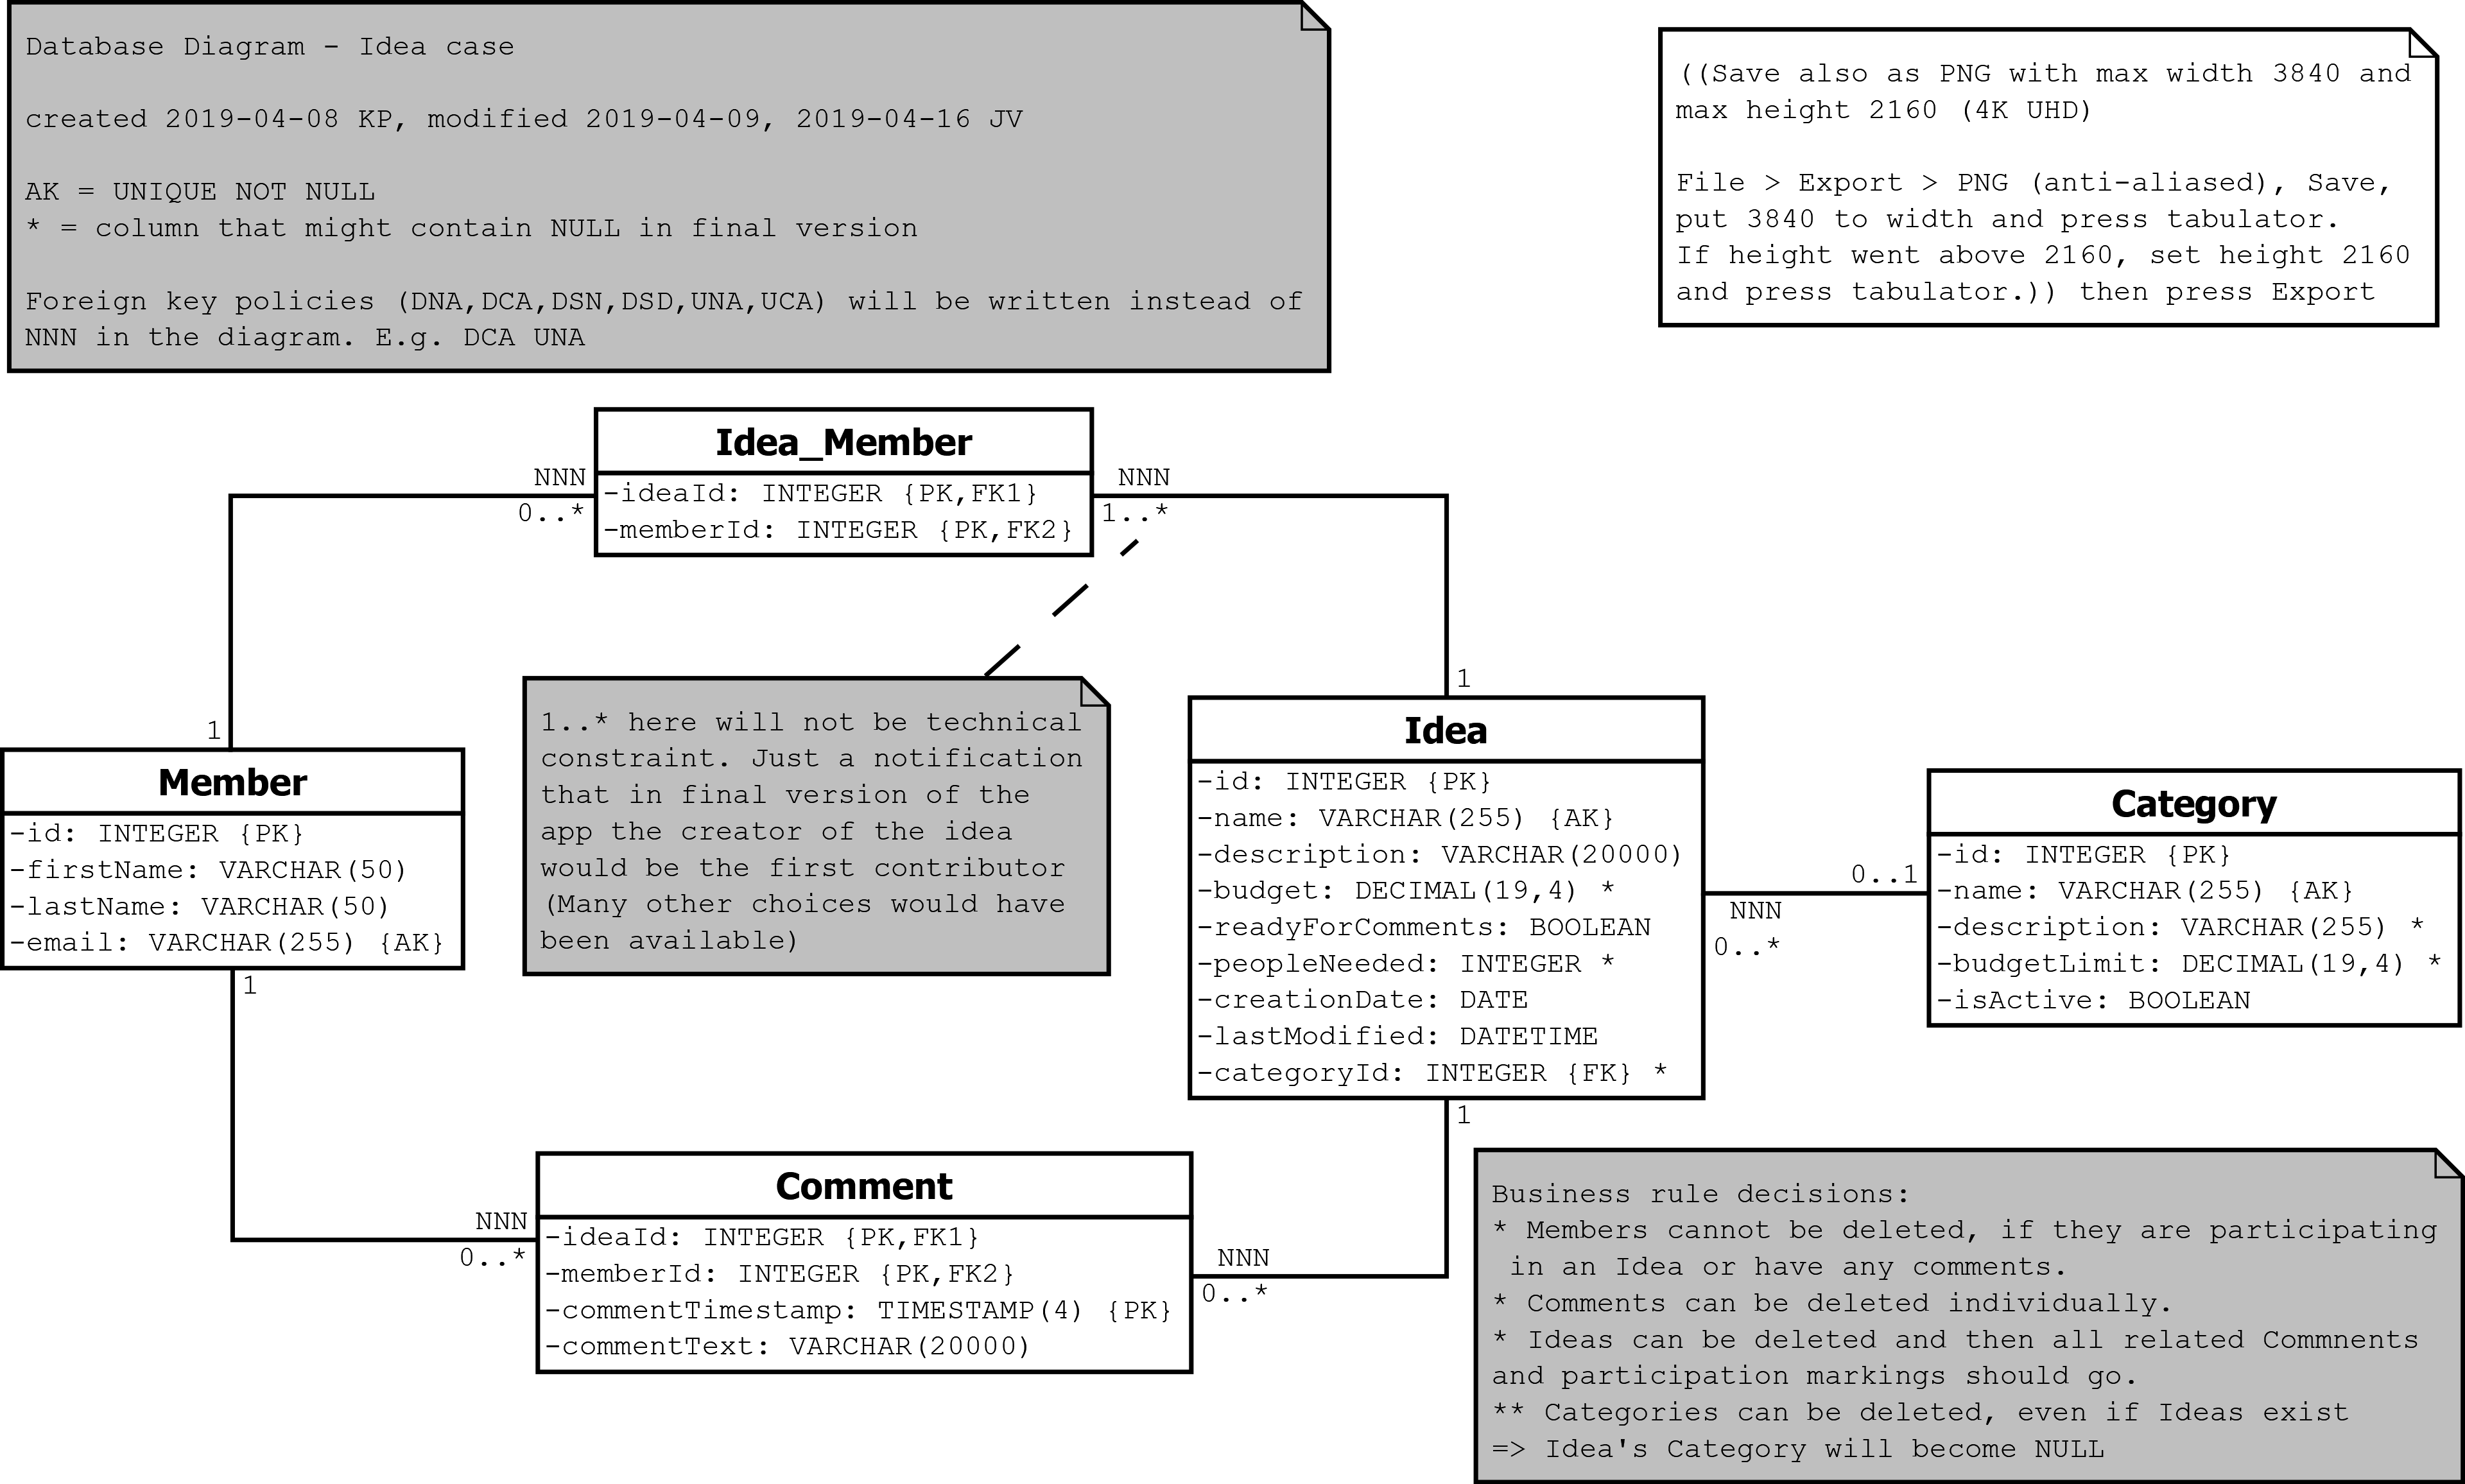 Database Diagram - Idea case
created 2019-04-08 KP, modified 2019-04-09, 2019-04-16 JV
AK = UNIQUE NOT NULL
* = column that might contain NULL in final version
Foreign key policies (DNA,DCA,DSN,DSD,UNA,UCA) will be written instead of
NNN in the diagram. E.g. DCA UNA
((Save also as PNG with max width 3840 and
max height 2160 (4K UHD)
File > Export > PNG (anti-aliased), Save,
put 3840 to width and press tabulator.
If height went above 2160, set height 2160
and press tabulator.)) then press Export
Idea_Member
-ideaId: INTEGER {PK,FK1}
-memberId: INTEGER {PK,FK2}
NNN
0..*
NNN
1..*
1
1
1..* here will not be technical
constraint. Just a notification
that in final version of the
app the creator of the idea
would be the first contributor
(Many other choices would have
been available)
Member
-id: INTEGER {PK}
-firstName: VARCHAR(50)
-lastName: VARCHAR(50)
-email: VARCHAR(255) {AK}
1
Idea
-id: INTEGER {PK}
-name: VARCHAR(255) {AK}
-description: VARCHAR(20000)
-budget: DECIMAL(19,4) *
-readyForComments: BOOLEAN
-peopleNeeded: INTEGER *
-creationDate: DATE
-lastModified: DATETIME
-categoryId: INTEGER {FK} *
1
0..1
NNN
0..*
Category
-id: INTEGER {PK}
-name: VARCHAR(255) {AK}
-description: VARCHAR(255) *
-budgetLimit: DECIMAL(19,4) *
-isActive: BOOLEAN
Comment
-ideaId: INTEGER {PK,FK1}
-memberId: INTEGER {PK,FK2}
-commentTimestamp: TIMESTAMP(4) {PK}
-commentText: VARCHAR(20000)
NNN
0..*
NNN
0..*
Business rule decisions:
* Members cannot be deleted, if they are participating
in an Idea or have any comments.
* Comments can be deleted individually.
* Ideas can be deleted and then all related Commnents
and participation markings should go.
** Categories can be deleted, even if Ideas exist
=> Idea's Category will become NULL